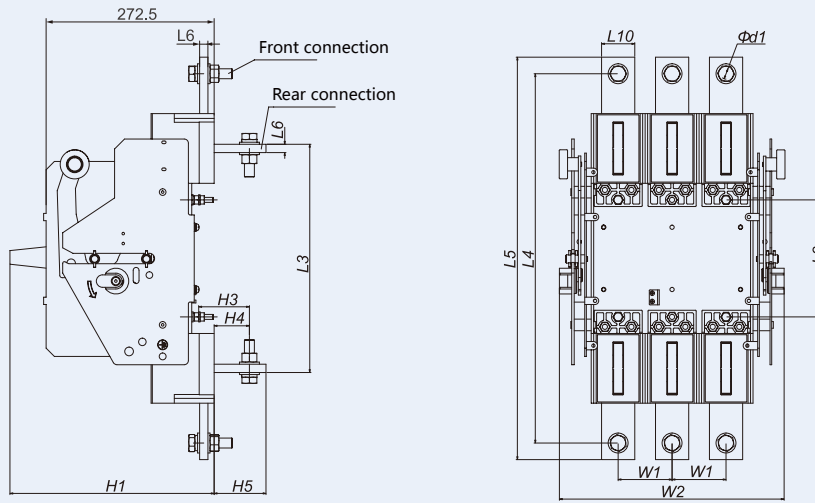 272.5
L6
Front connection
Rear connection
L6
L3
H3
H4
H1
H5
L10
Φd1
L5
L4
W1
W1
W2